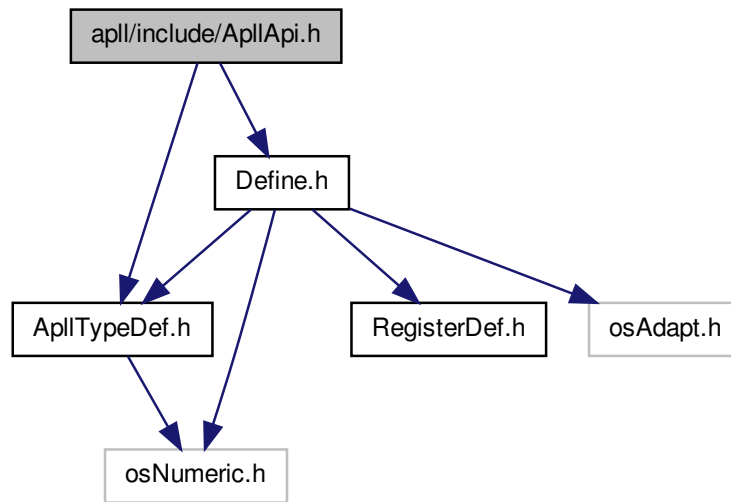 apll/include/ApllApi.h
Define.h
ApllTypeDef.h
RegisterDef.h
osAdapt.h
osNumeric.h